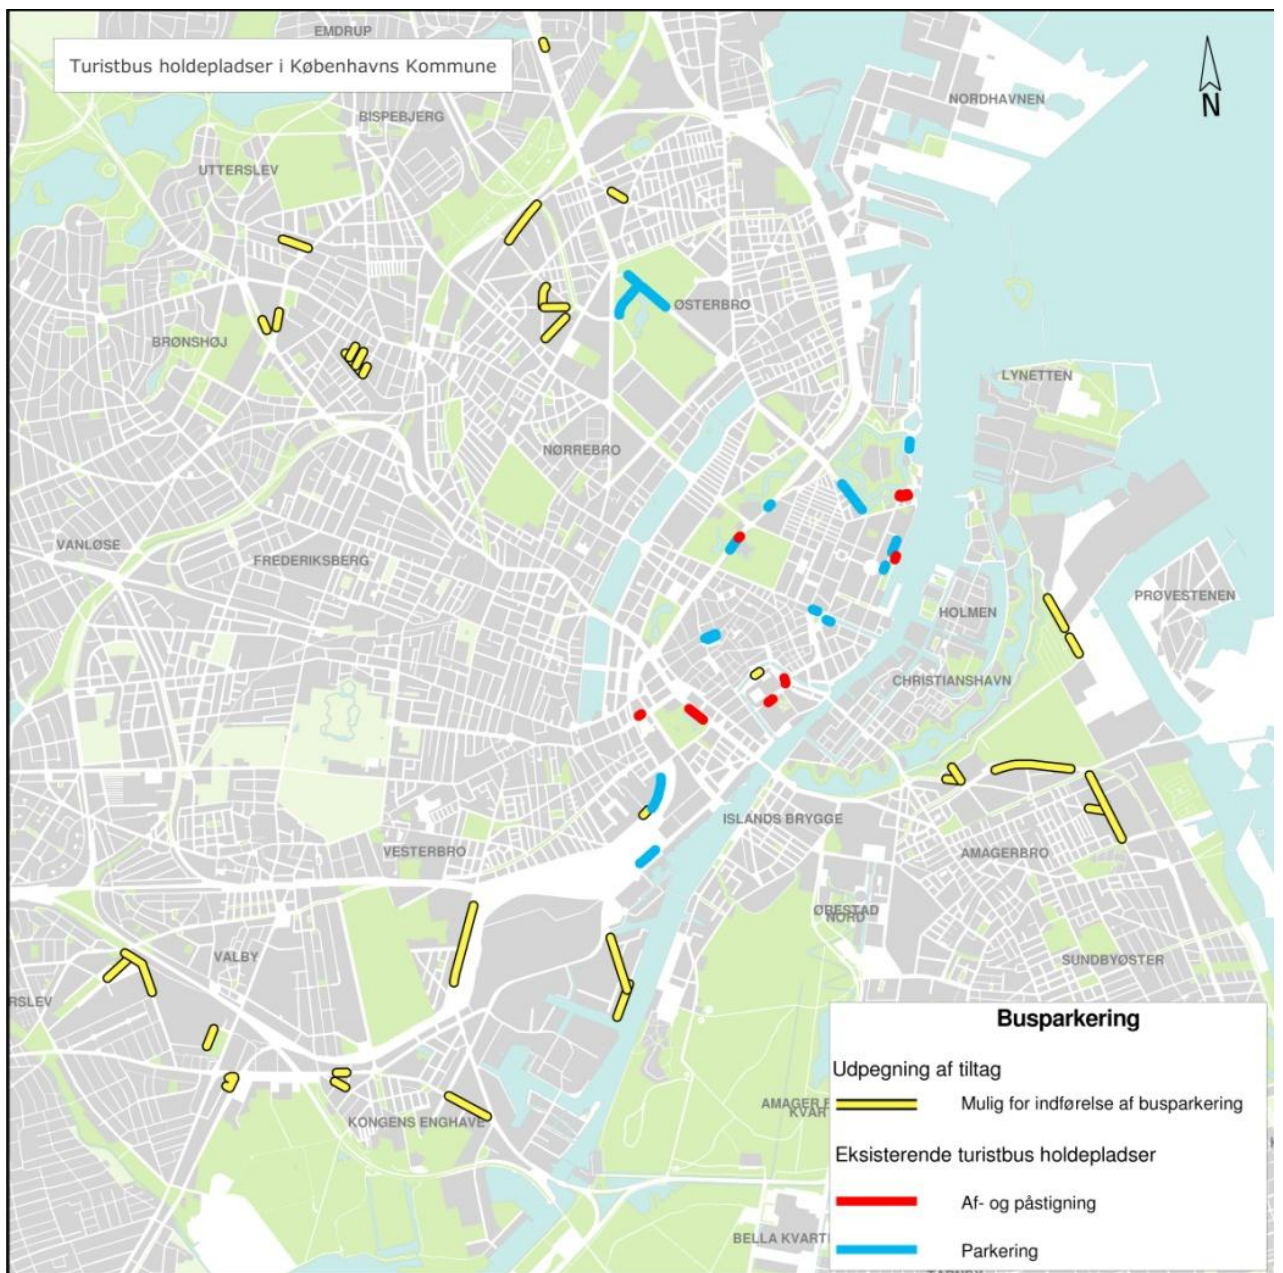 EMDRUP
Turistbus holdepladser i Københavns Kommune
N
NORDHAVNEN
BISPEBJERG
UTTERSLEV
ØSTERBRO
BRØNSHØJ
LYNETTEN
NØRREBRO
VANLØSE
FREDERIKSBERG
PRØVESTENEN
HOLMEN
CHRISTIANSHAVN
ISLANDS BRYGGE
VESTERBRO
AMAGERBRO
ØRESTAD
NORD
VALBY
SUNDBYØSTER
RSLEV
Busparkering
Udpegning af tiltag
Mulig for indførelse af busparkering
AMAGER F
KVART
KONGENS ENGHAVE
Eksisterende turistbus holdepladser
Af- og påstigning
BELLA KVART
Parkering